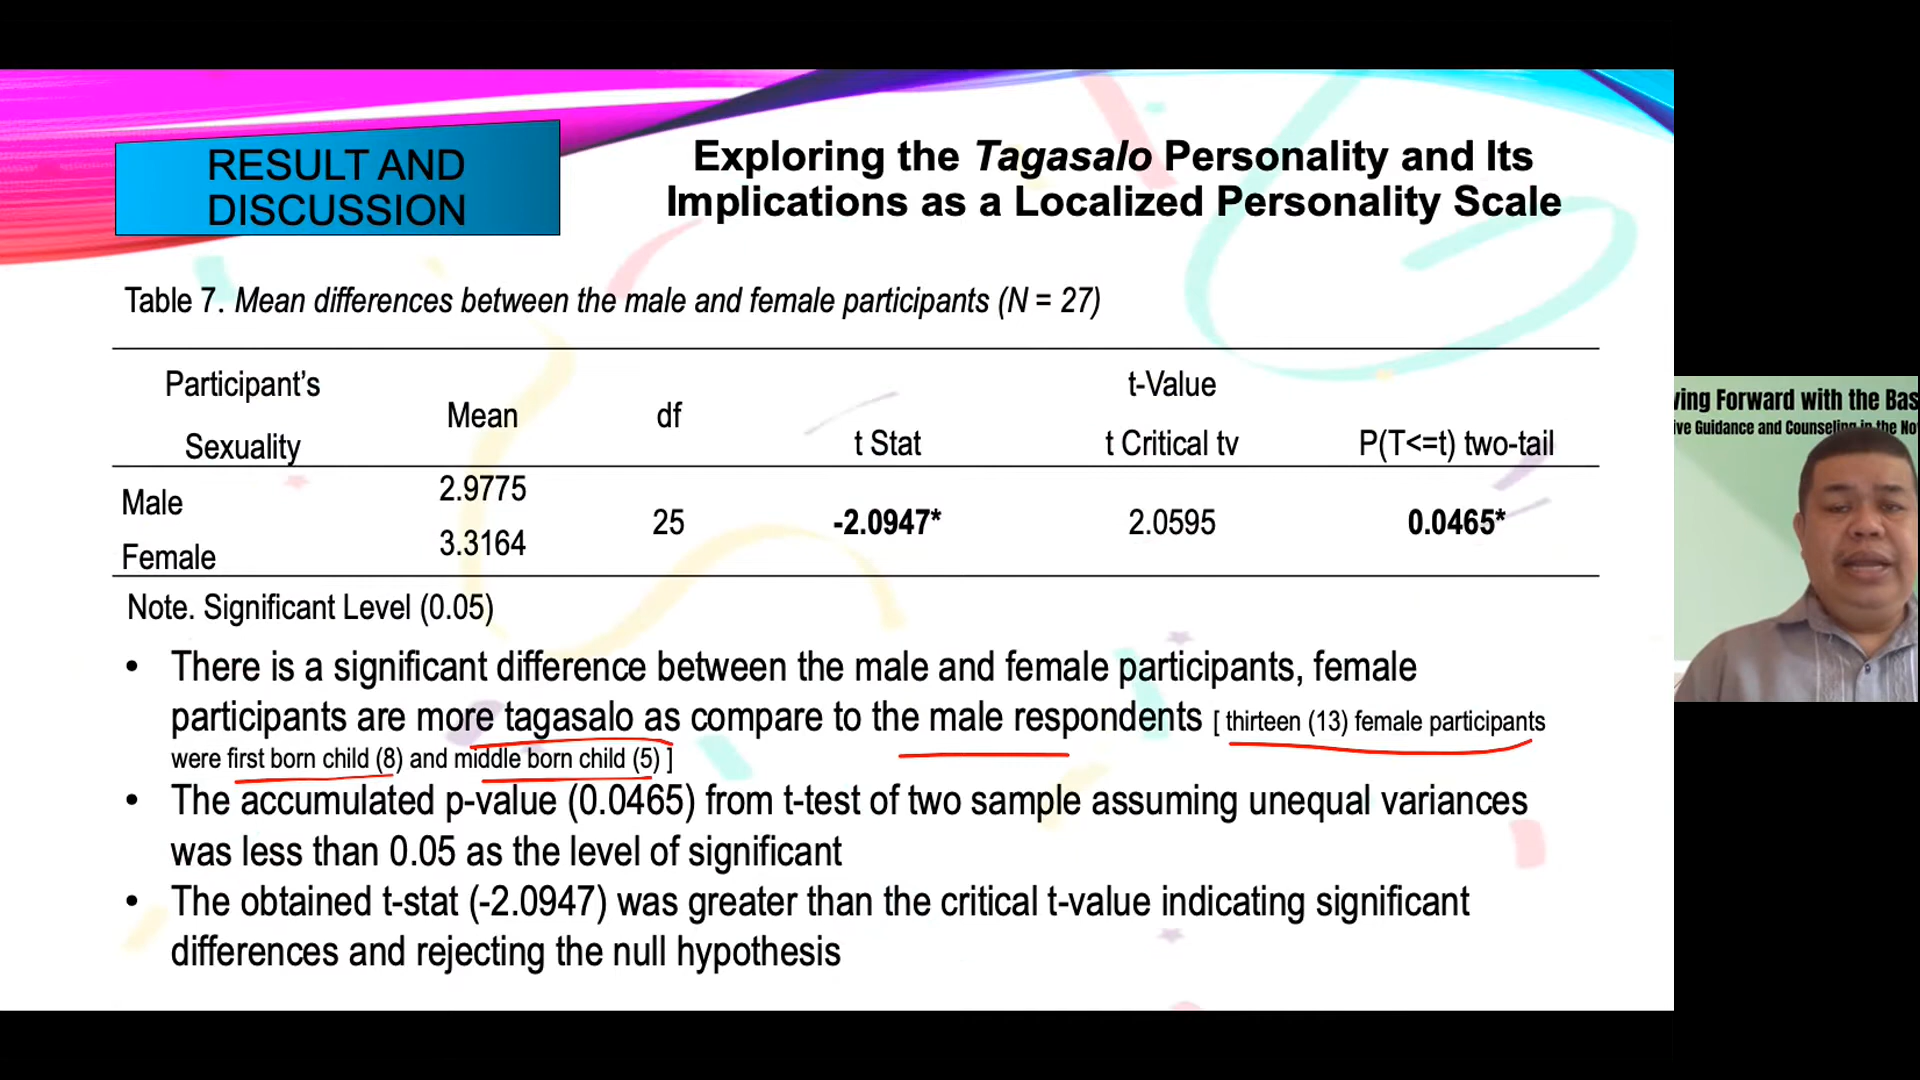 RESULT AND
DISCUSSION
Exploring the Tagasalo Personality and Its
Implications as a Localized Personality Scale
Table 7. Mean differences between the male and female participants (N = 27)
Participant's
Sexuality
Mean
df
t-Value
t Stat
t Critical tv
P(T<=t) two-tail
Male
Female
2.9775
3.3164
25
-2.0947*
2.0595
0.0465*
Note. Significant Level (0.05)
• There is a significant difference between the male and female participants, female
participants are more tagasalo as compare to the male respondents [ thirteen (13) female participants
were first born child (8) and middle born child (5) ]
• The accumulated p-value (0.0465) from t-test of two sample assuming unequal variances
was less than 0.05 as the level of significant
• The obtained t-stat (-2.0947) was greater than the critical t-value indicating significant
differences and rejecting the null hypothesis
ving Forward with the Bas
ve Guidance and Counseling in the No